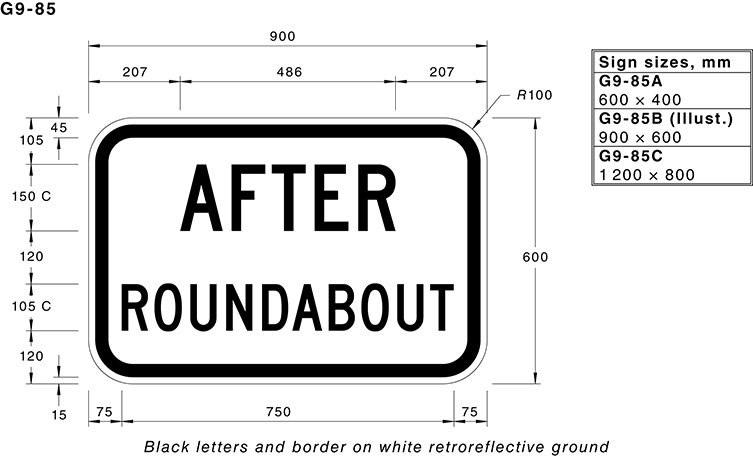 G9-85
900
207 486 207
R100
45
105
150 C
120
105 C
120
15
600
AFTER
ROUNDABOUT
75 750 75
Black letters and border on white retroreflective ground
Sign sizes, mm
G9-85A
600 × 400
G9-85B (Illust.)
900 × 600
G9-85C
1 200 × 800